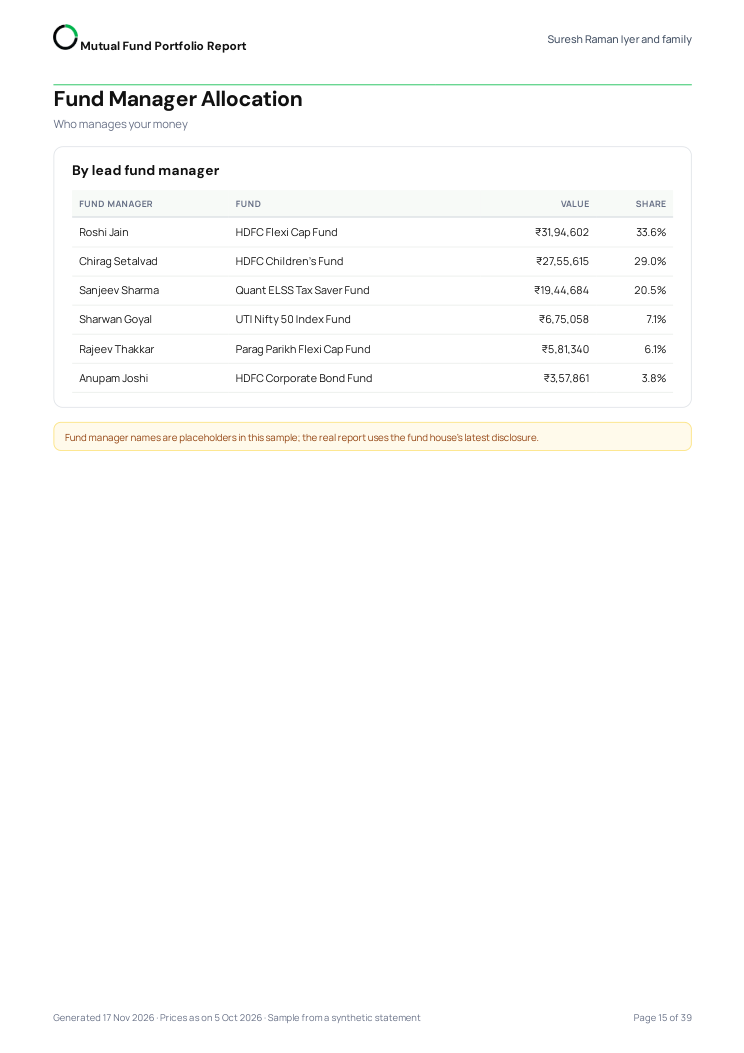 Mutual Fund Portfolio Report
Suresh Raman Iyer and family
Fund Manager Allocation
Who manages your money
By lead fund manager
FUND MANAGER FUND VALUE SHARE
Roshi Jain HDFC Flexi Cap Fund ₹31,94,602 33.6%
Chirag Setalvad HDFC Children's Fund ₹27,55,615 29.0%
Sanjeev Sharma Quant ELSS Tax Saver Fund ₹19,44,684 20.5%
Sharwan Goyal UTI Nifty 50 Index Fund ₹6,75,058 7.1%
Rajeev Thakkar Parag Parikh Flexi Cap Fund ₹5,81,340 6.1%
Anupam Joshi HDFC Corporate Bond Fund ₹3,57,861 3.8%
Fund manager names are placeholders in this sample; the real report uses the fund house's latest disclosure.
Generated 17 Nov 2026 · Prices as on 5 Oct 2026 · Sample from a synthetic statement
Page 15 of 39